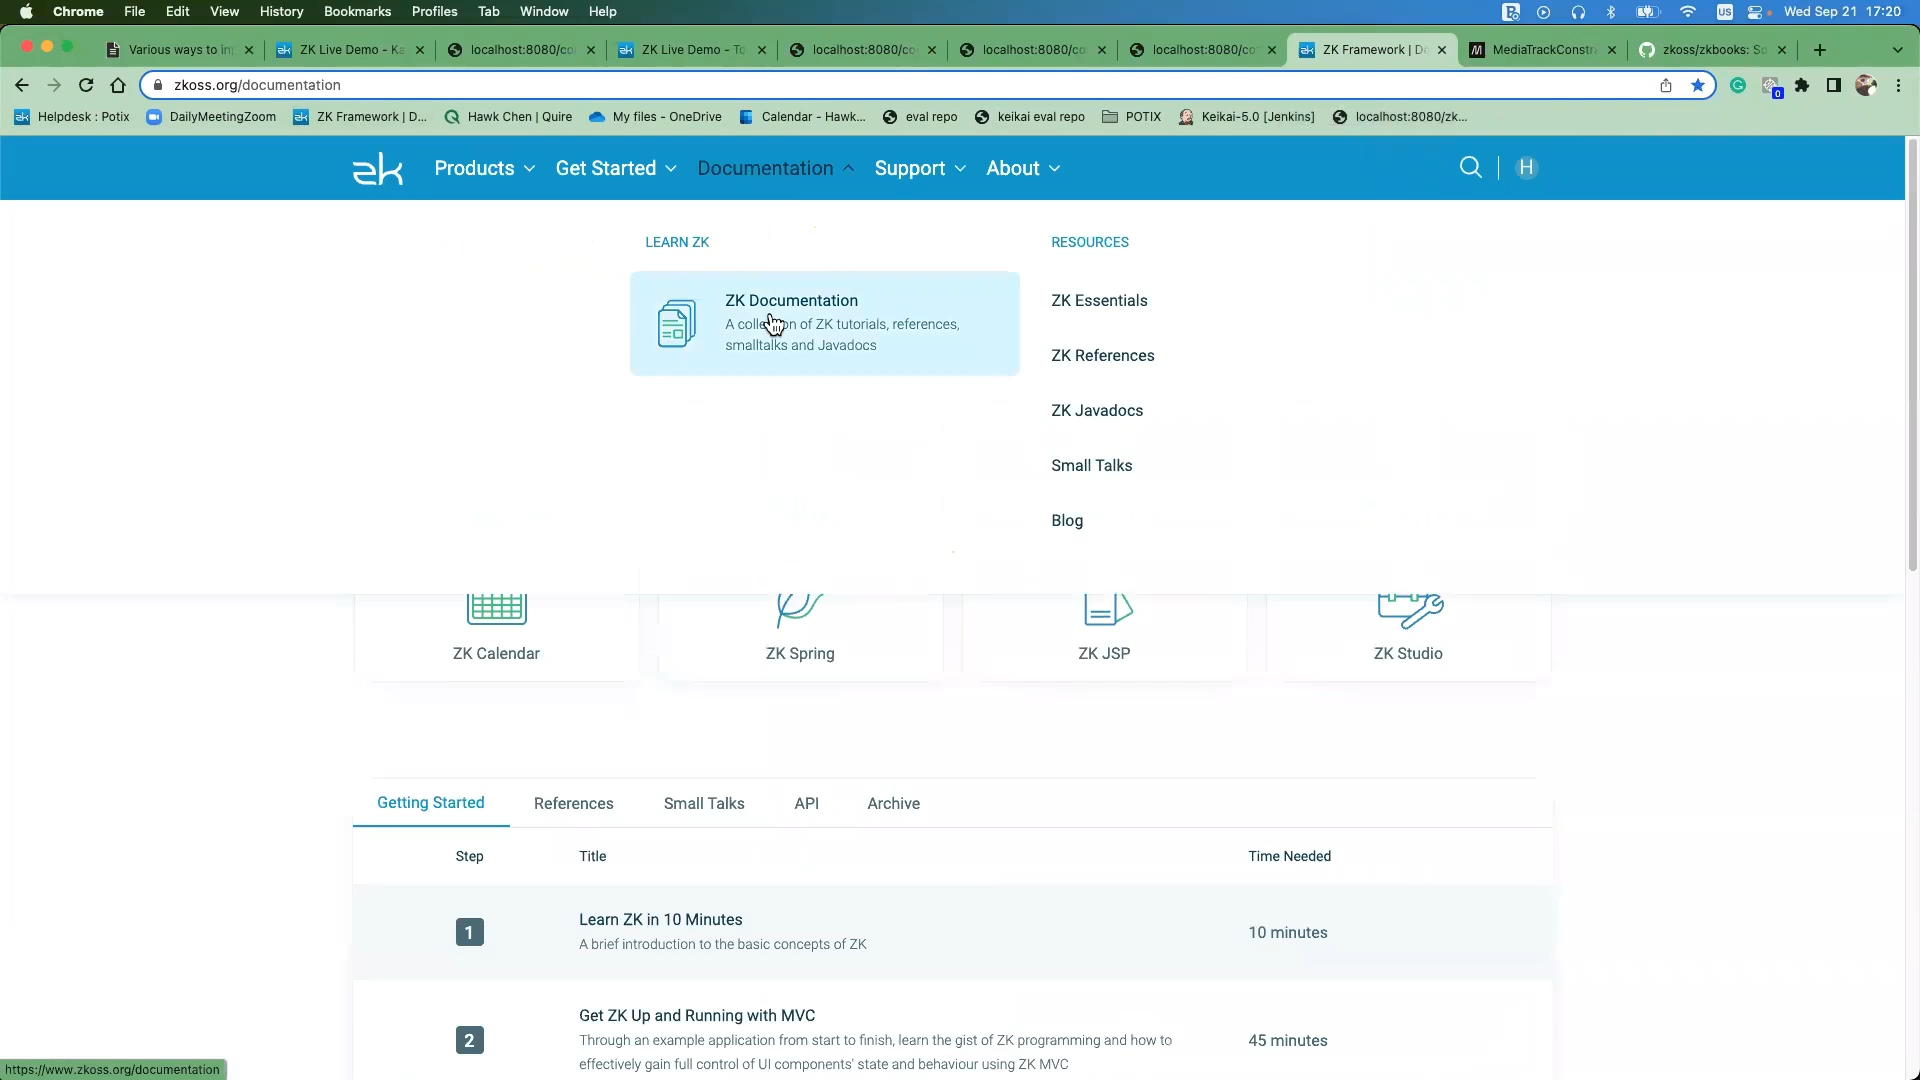 Chrome File Edit View History Bookmarks Profiles Tab Window Help US Wed Sep 21 17:20
Various ways to in ZK Live Demo - Ka localhost:8080/co ZK Live Demo - To localhost:8080/co localhost:8080/co localhost:8080/co ZK Framework | Do MediaTrackConstra zkoss/zkbooks: So
zkoss.org/documentation 0
Helpdesk : Potix DailyMeetingZoom ZK Framework | D... Hawk Chen | Quire My files - OneDrive Calendar - Hawk... eval repo keikai eval repo POTIX Keikai-5.0 [Jenkins] localhost:8080/zk...
zk Products Get Started Documentation Support About H
LEARN ZK
RESOURCES
ZK Documentation
A collection of ZK tutorials, references,
smalltalks and Javadocs
ZK Essentials
ZK References
ZK Javadocs
Small Talks
Blog
ZK Calendar ZK Spring ZK JSP ZK Studio
Getting Started References Small Talks API Archive
Step Title Time Needed
1 Learn ZK in 10 Minutes 10 minutes
A brief introduction to the basic concepts of ZK
2 Get ZK Up and Running with MVC 45 minutes
Through an example application from start to finish, learn the gist of ZK programming and how to
effectively gain full control of UI components' state and behaviour using ZK MVC
https://www.zkoss.org/documentation